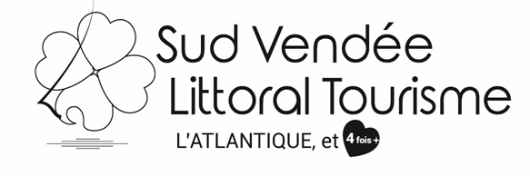 Sud Vendée
Littoral Tourisme
L'ATLANTIQUE, et 4 fois+